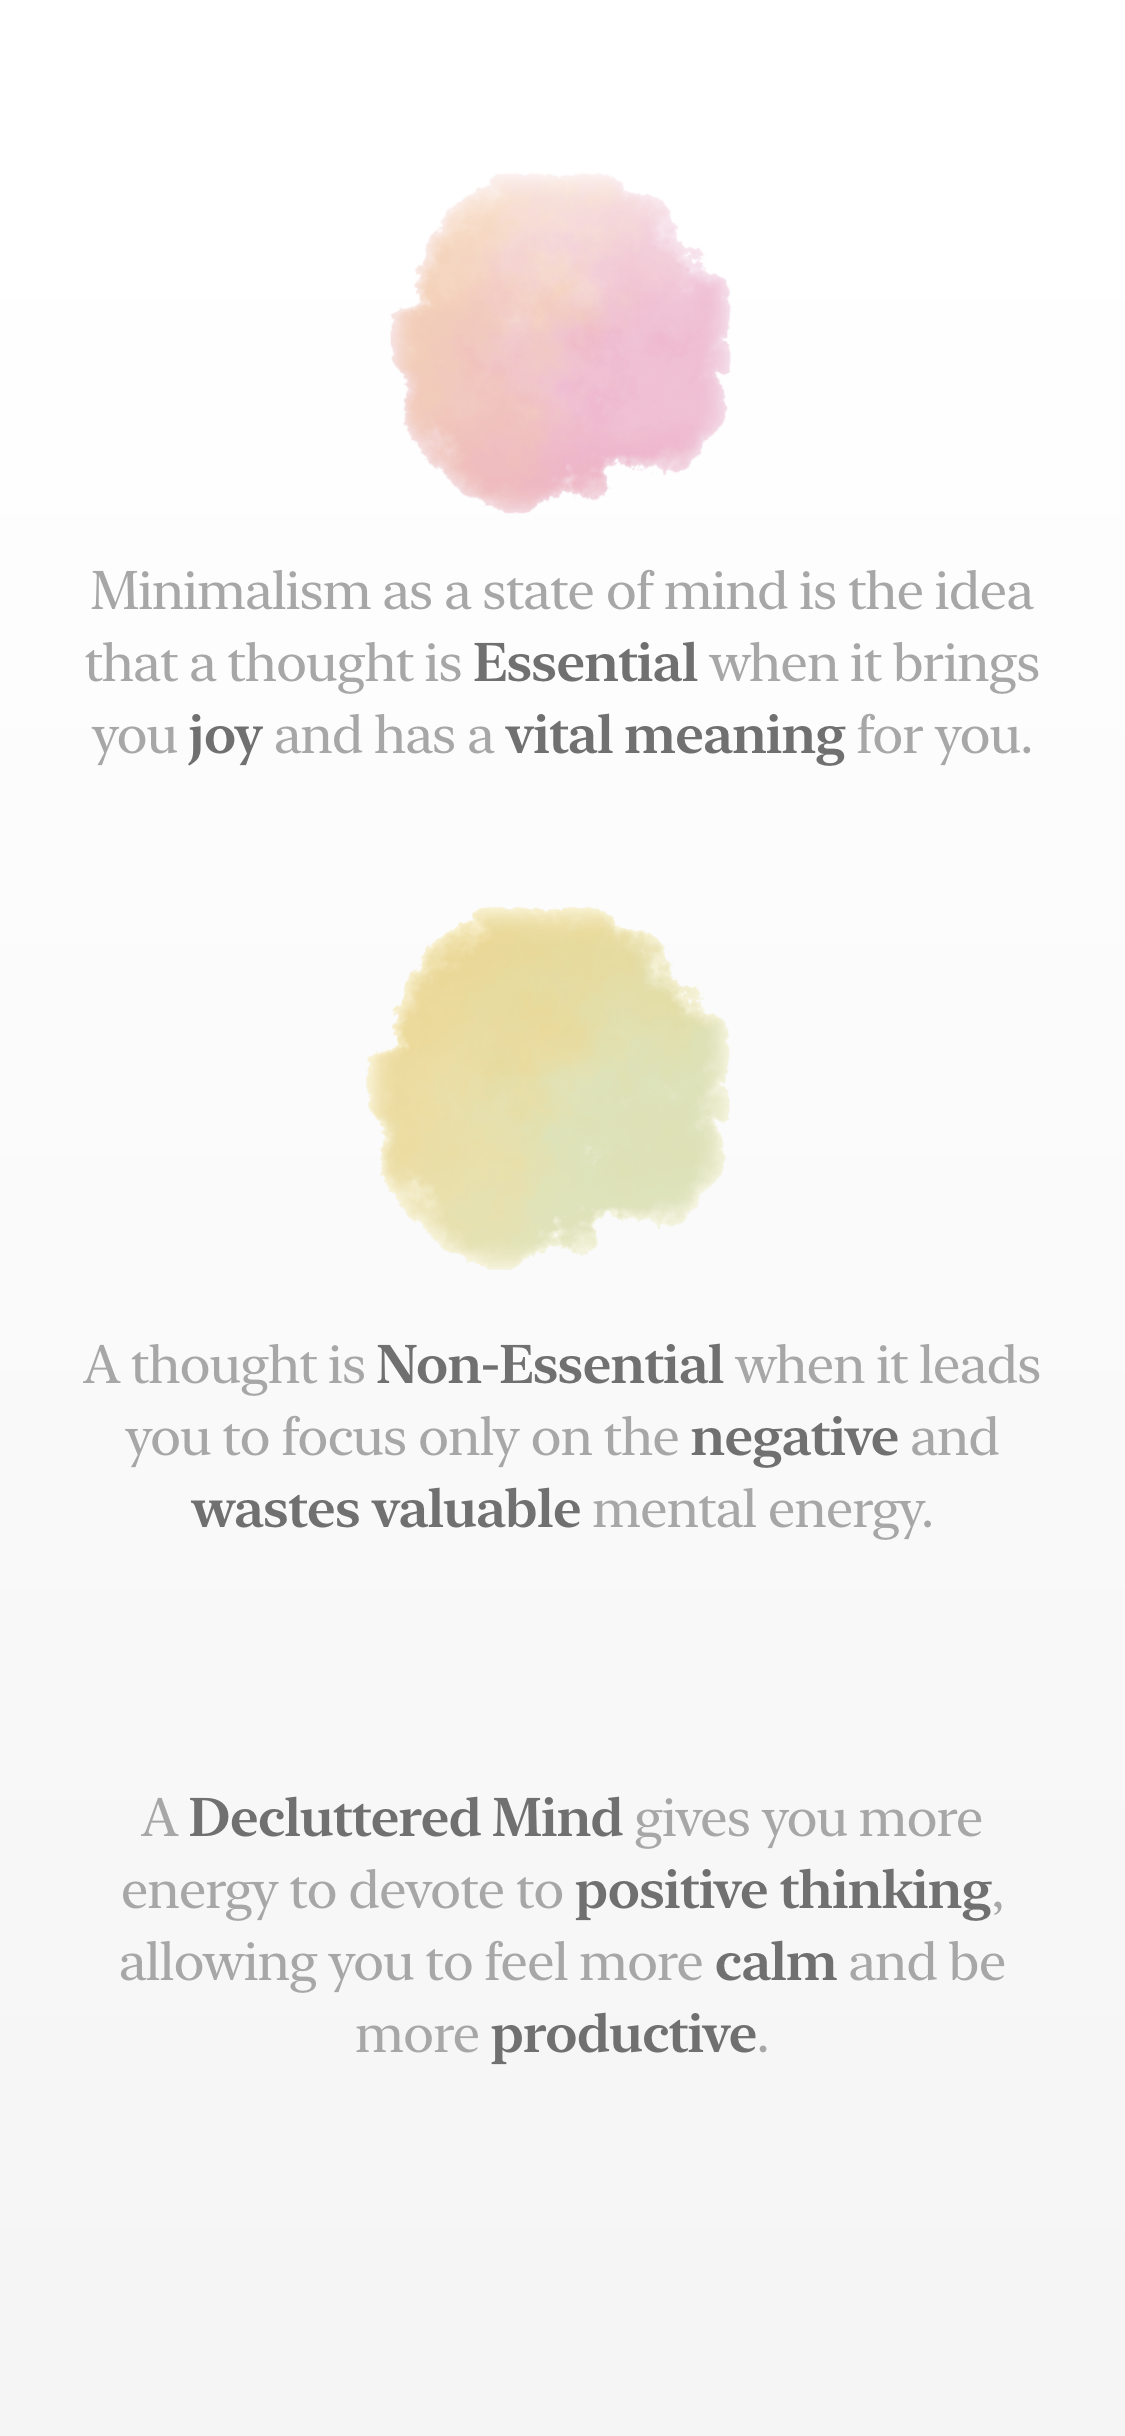 Minimalism as a state of mind is the idea
that a thought is Essential when it brings
you joy and has a vital meaning for you.
A thought is Non-Essential when it leads
you to focus only on the negative and
wastes valuable mental energy.
A Decluttered Mind gives you more
energy to devote to positive thinking,
allowing you to feel more calm and be
more productive.